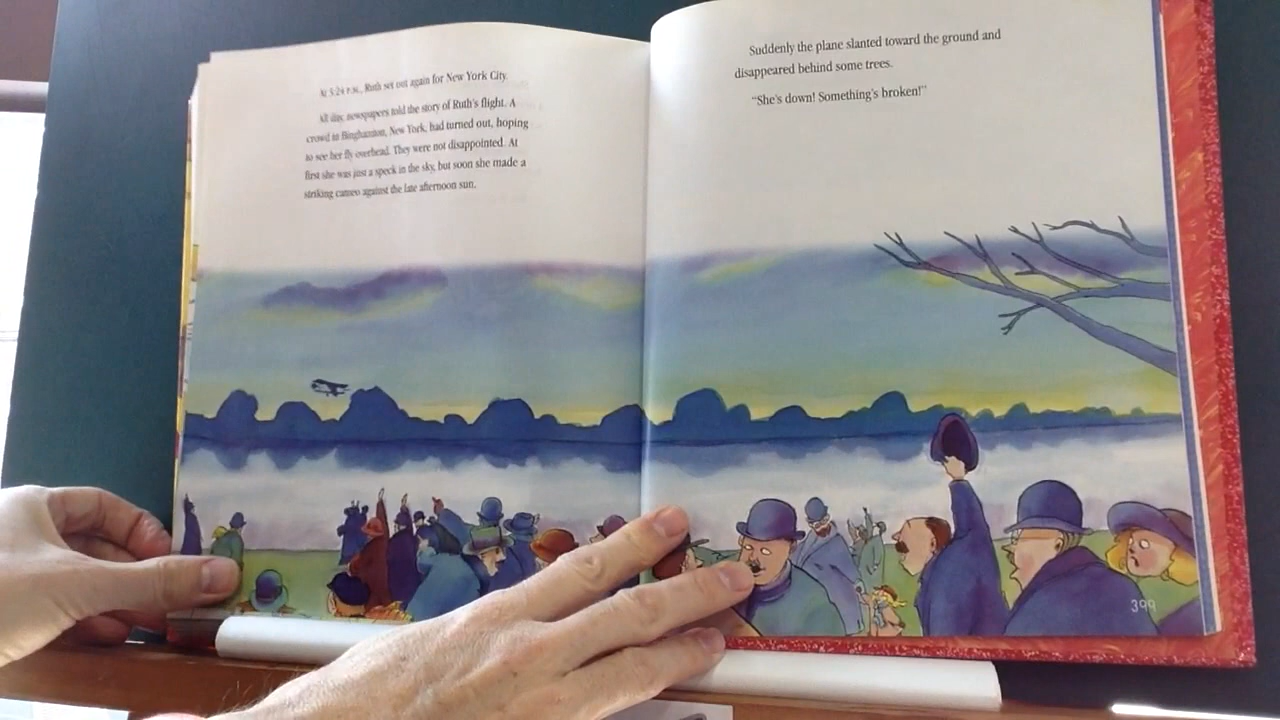 At 5:24 P.M., Ruth set out again for New York City.
All day, newspapers told the story of Ruth's flight. A
crowd in Binghamton, New York, had turned out, hoping
to see her fly overhead. They were not disappointed. At
first she was just a speck in the sky, but soon she made a
striking cameo against the late afternoon sun.
Suddenly the plane slanted toward the ground and
disappeared behind some trees.
"She's down! Something's broken!"
399